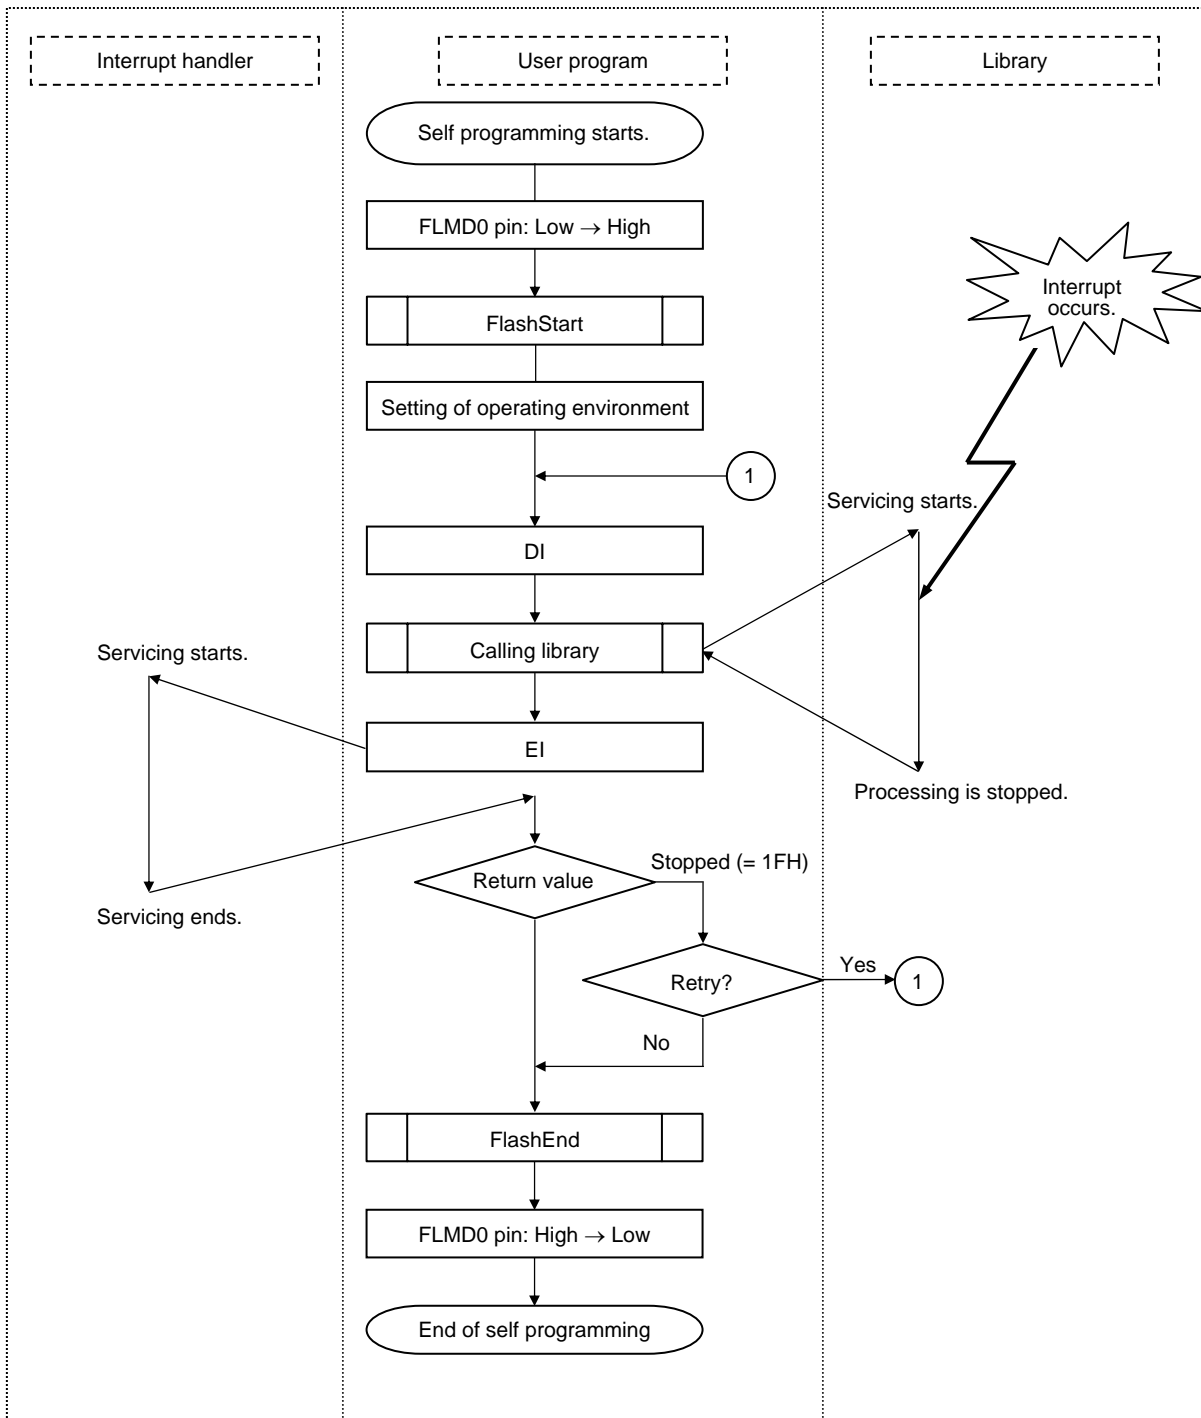 Interrupt handler
User program
Library
Self programming starts.
FLMD0 pin: Low → High
Interrupt
occurs.
FlashStart
Setting of operating environment
1
Servicing starts.
DI
Calling library
Servicing starts.
EI
Processing is stopped.
Stopped (= 1FH)
Return value
Servicing ends.
Yes
Retry?
1
No
FlashEnd
FLMD0 pin: High → Low
End of self programming